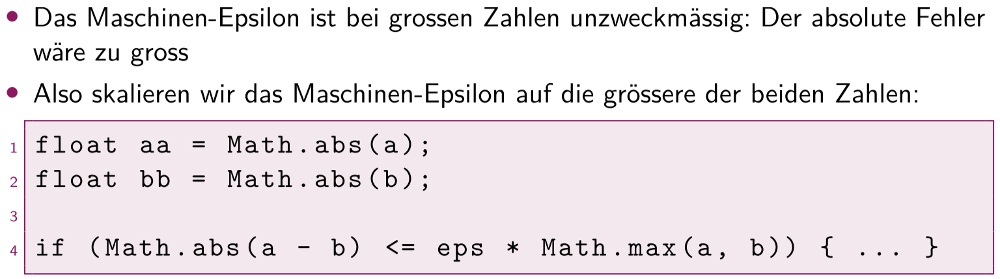 • Das Maschinen-Epsilon ist bei grossen Zahlen unzweckmässig: Der absolute Fehler
wäre zu gross
• Also skalieren wir das Maschinen-Epsilon auf die grössere der beiden Zahlen:
1 float aa = Math.abs(a);
2 float bb = Math.abs(b);
3
4 if (Math.abs(a - b) <= eps * Math.max(a, b)) { ... }